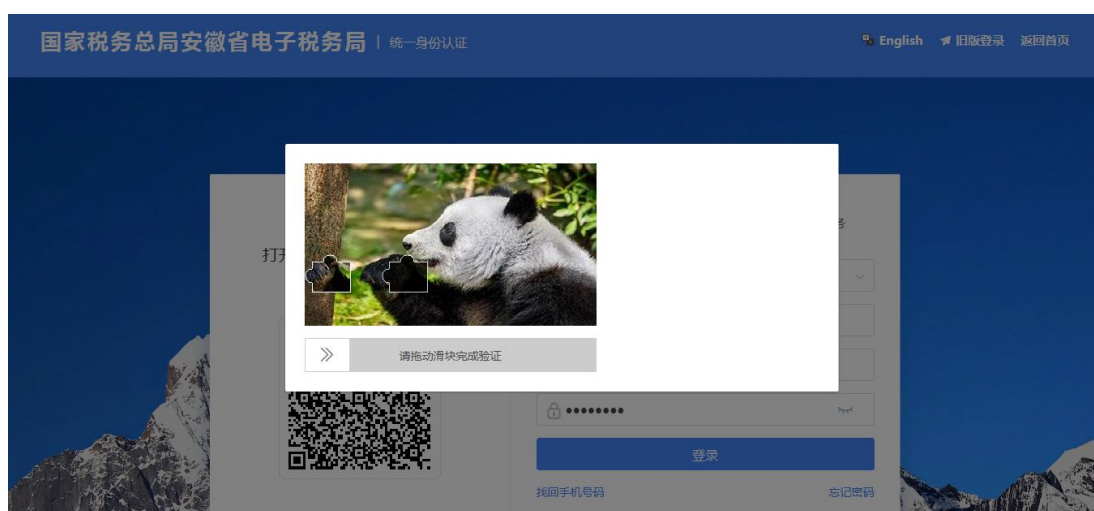 国家税务总局安徽省电子税务局 | 统一身份认证
English 旧版登录 返回首页
务
打开
请拖动滑块完成验证
••••••••
登录
找回手机号码 忘记密码